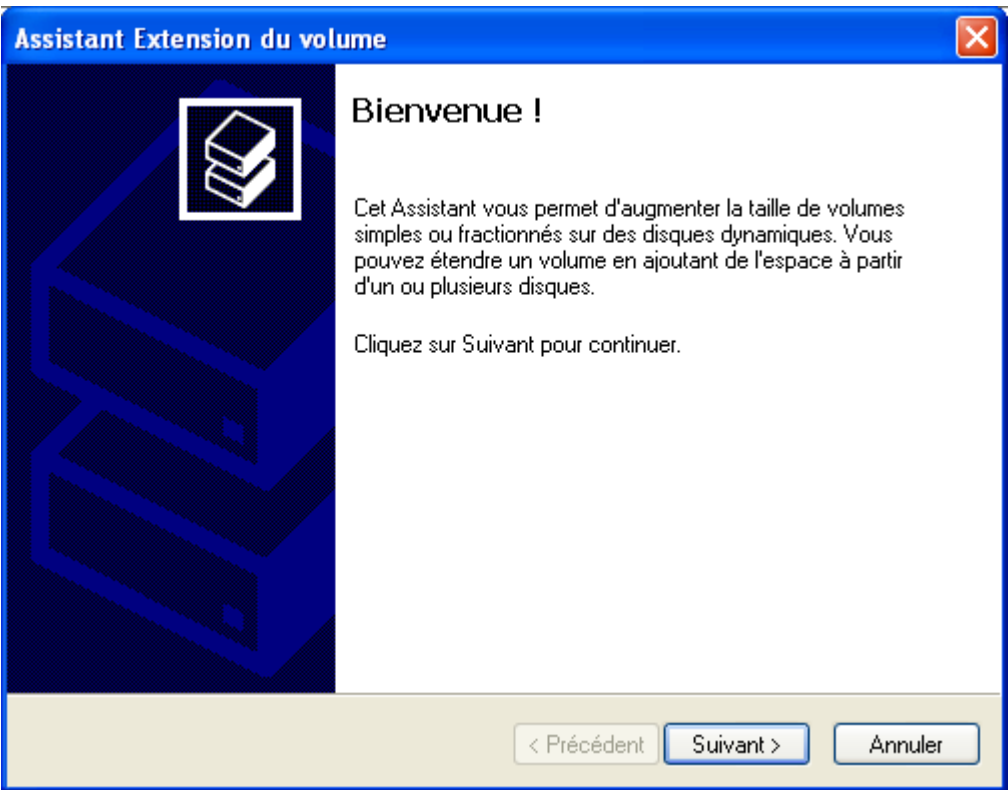 Assistant Extension du volume
Bienvenue !
Cet Assistant vous permet d'augmenter la taille de volumes
simples ou fractionnés sur des disques dynamiques. Vous
pouvez étendre un volume en ajoutant de l'espace à partir
d'un ou plusieurs disques.
Cliquez sur Suivant pour continuer.
< Précédent Suivant > Annuler